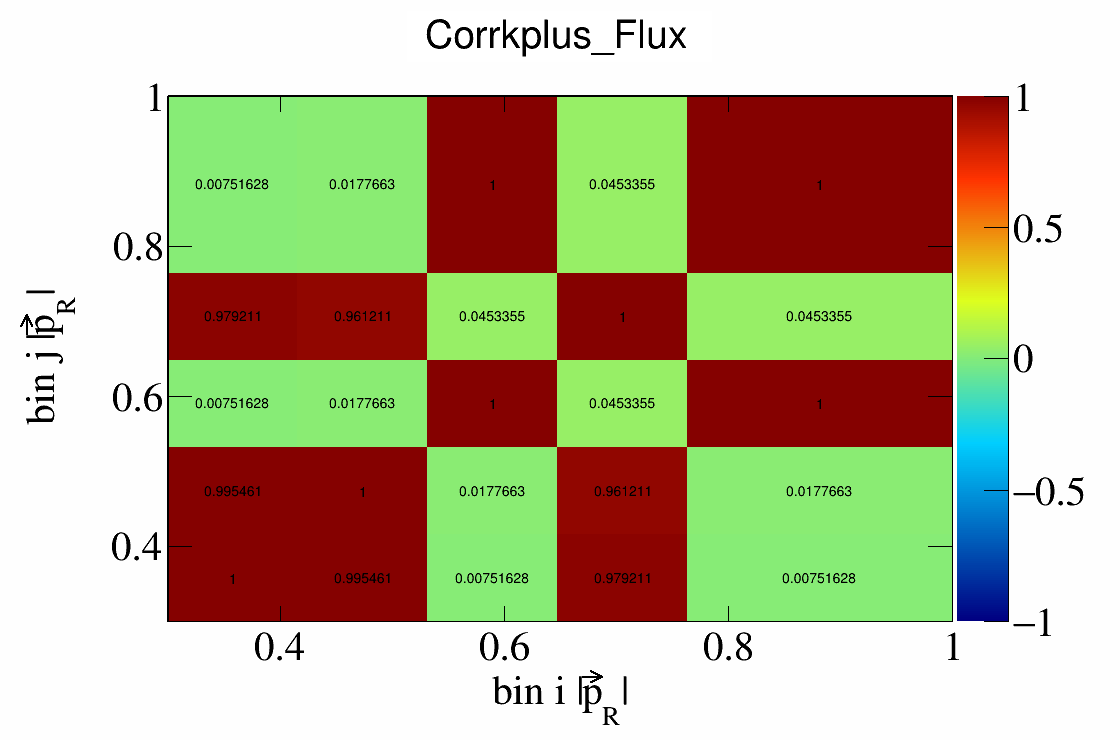 Corrkplus_Flux
1
0.8
0.6
0.4
bin j |p⃗_R|
0.00751628 0.0177663 1 0.0453355 1
0.979211 0.961211 0.0453355 1 0.0453355
0.00751628 0.0177663 1 0.0453355 1
0.995461 1 0.0177663 0.961211 0.0177663
1 0.995461 0.00751628 0.979211 0.00751628
0.4 0.6 0.8 1
bin i |p⃗_R|
1
0.5
0
−0.5
−1